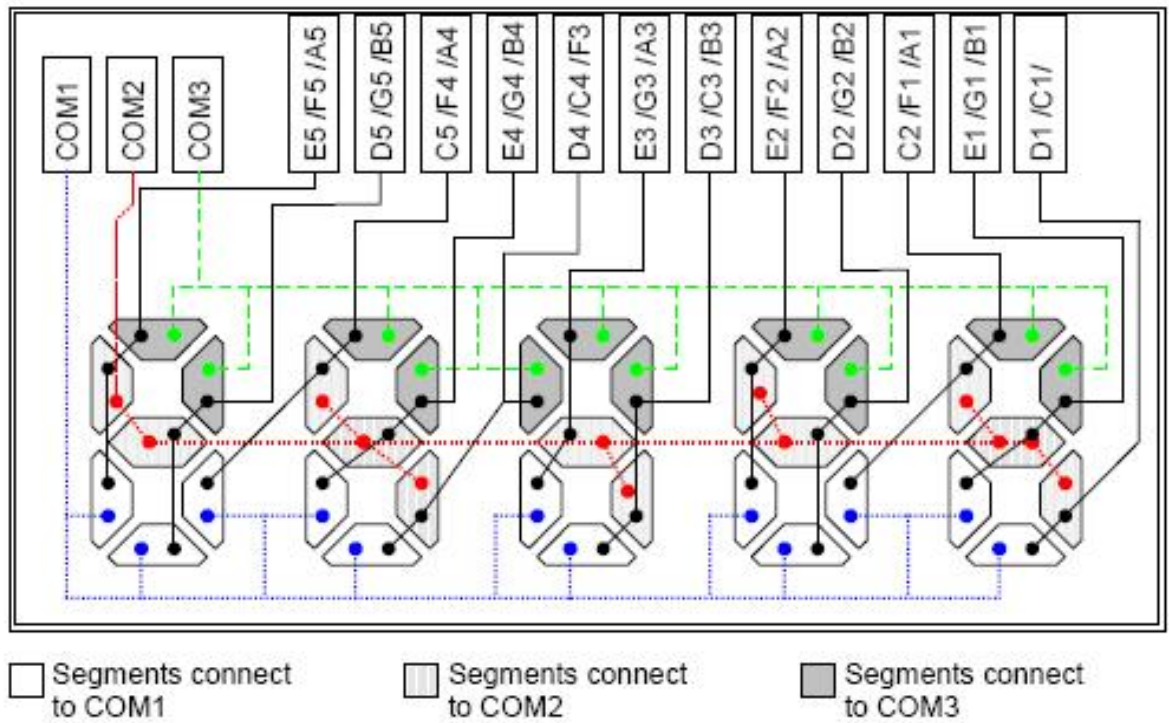 COM1
COM2
COM3
E5 /F5 /A5
D5 /G5 /B5
C5 /F4 /A4
E4 /G4 /B4
D4 /C4 /F3
E3 /G3 /A3
D3 /C3 /B3
E2 /F2 /A2
D2 /G2 /B2
C2 /F1 /A1
E1 /G1 /B1
D1 /C1/
Segments connect
to COM1
Segments connect
to COM2
Segments connect
to COM3